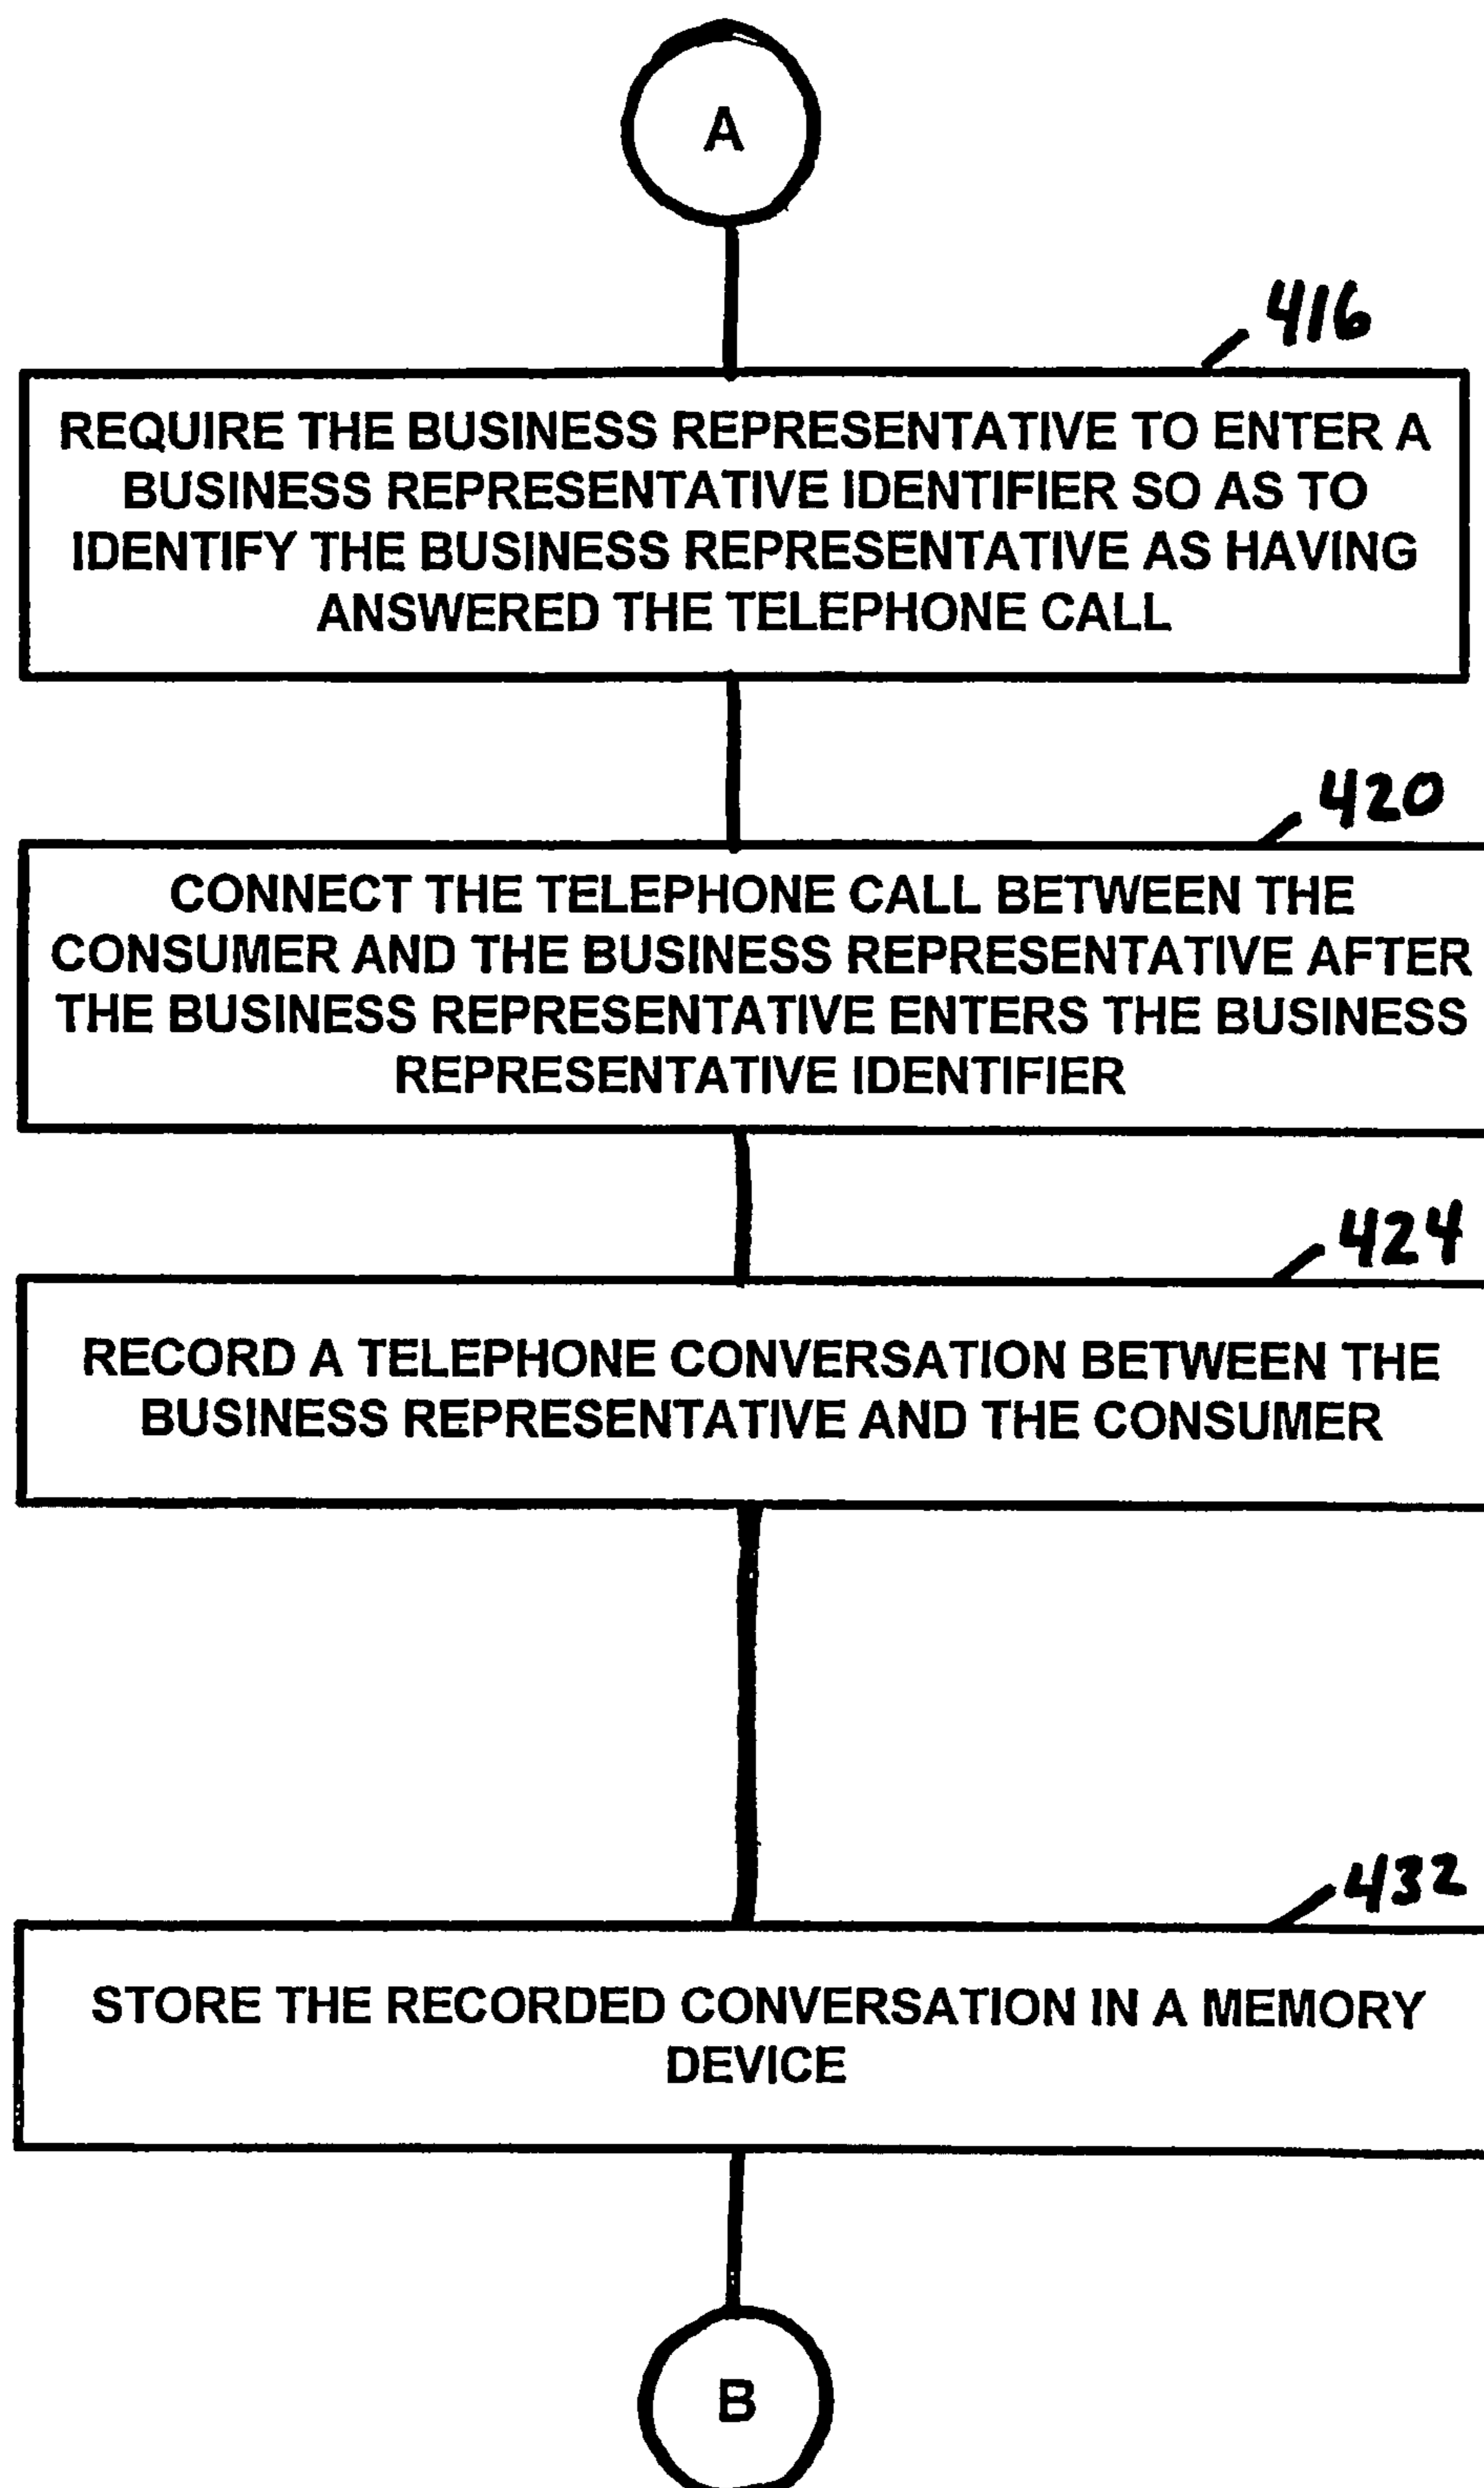 A
416
REQUIRE THE BUSINESS REPRESENTATIVE TO ENTER A
BUSINESS REPRESENTATIVE IDENTIFIER SO AS TO
IDENTIFY THE BUSINESS REPRESENTATIVE AS HAVING
ANSWERED THE TELEPHONE CALL
420
CONNECT THE TELEPHONE CALL BETWEEN THE
CONSUMER AND THE BUSINESS REPRESENTATIVE AFTER
THE BUSINESS REPRESENTATIVE ENTERS THE BUSINESS
REPRESENTATIVE IDENTIFIER
424
RECORD A TELEPHONE CONVERSATION BETWEEN THE
BUSINESS REPRESENTATIVE AND THE CONSUMER
432
STORE THE RECORDED CONVERSATION IN A MEMORY
DEVICE
B